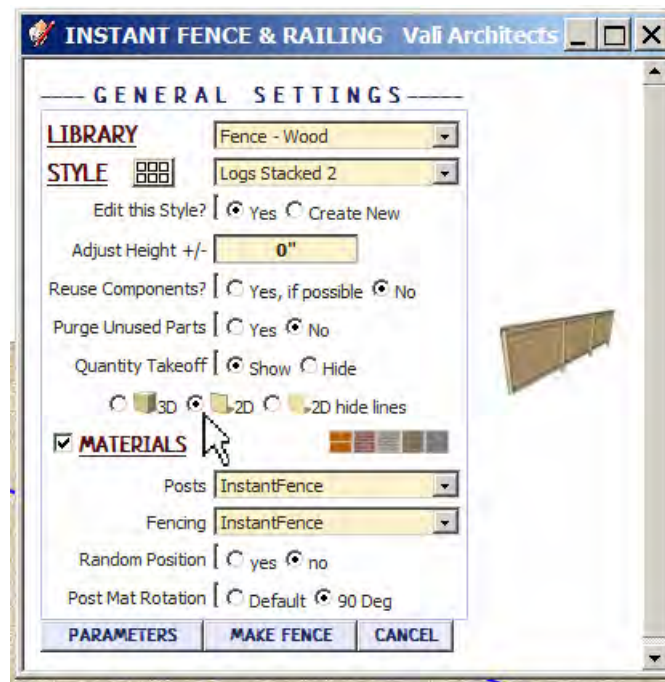 INSTANT FENCE & RAILING Vali Architects
GENERAL SETTINGS
LIBRARY Fence - Wood
STYLE Logs Stacked 2
Edit this Style? Yes Create New
Adjust Height +/- 0"
Reuse Components? Yes, if possible No
Purge Unused Parts Yes No
Quantity Takeoff Show Hide
3D 2D 2D hide lines
MATERIALS
Posts InstantFence
Fencing InstantFence
Random Position yes no
Post Mat Rotation Default 90 Deg
PARAMETERS MAKE FENCE CANCEL